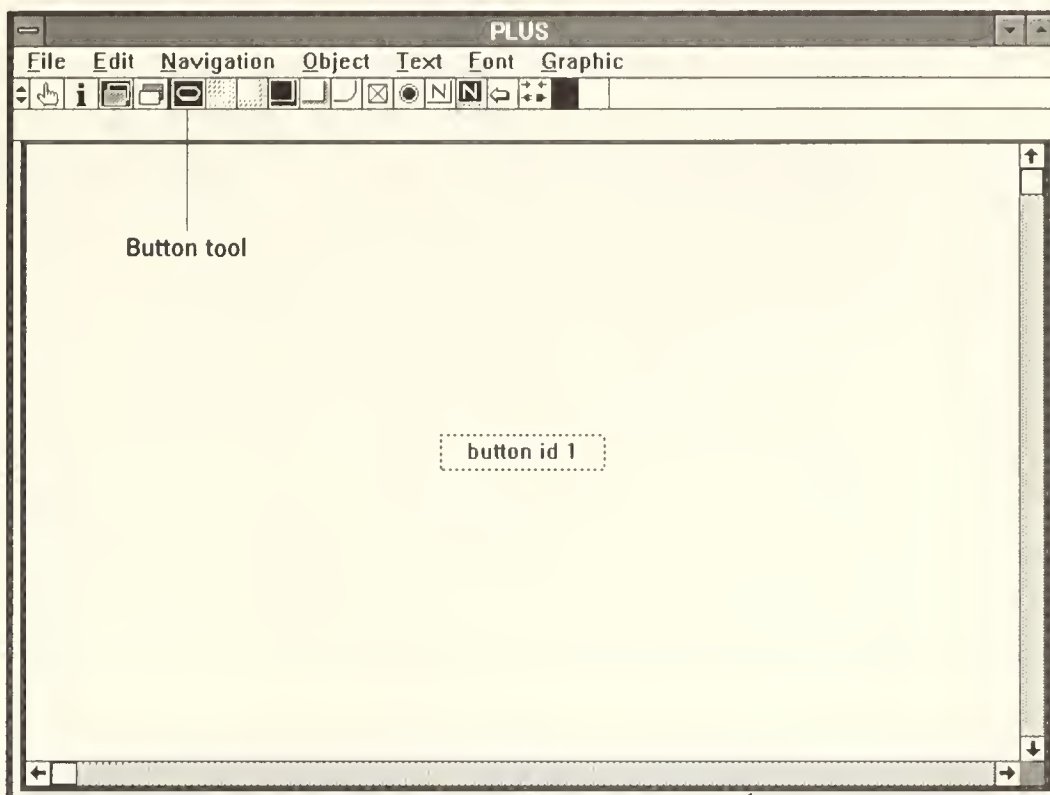 PLUS
File Edit Navigation Object Text Font Graphic
i N N
Button tool
button id 1